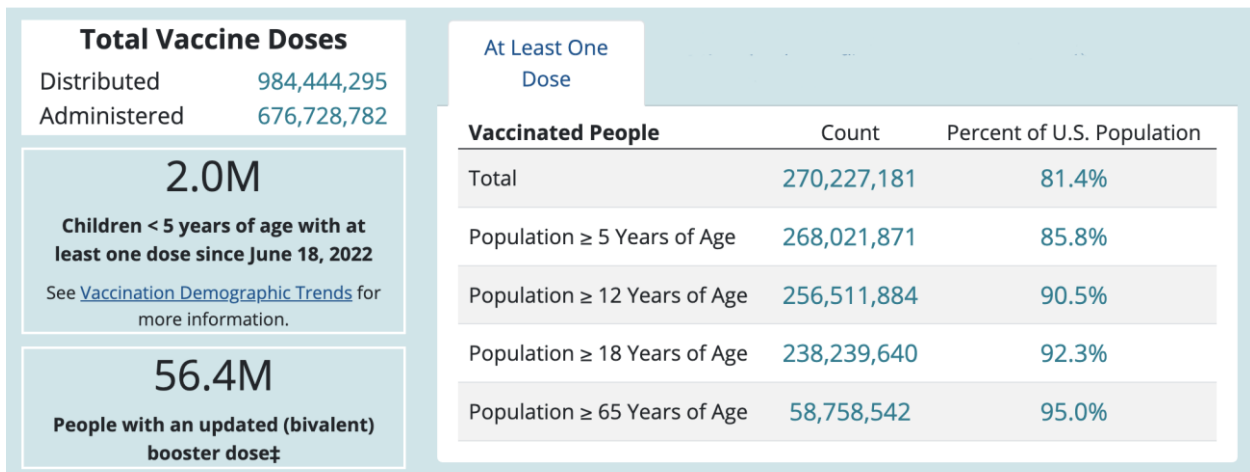 Total Vaccine Doses
Distributed 984,444,295
Administered 676,728,782
2.0M
Children < 5 years of age with at
least one dose since June 18, 2022
See Vaccination Demographic Trends for
more information.
56.4M
People with an updated (bivalent)
booster dose‡
At Least One
Dose
Vaccinated People Count Percent of U.S. Population
Total 270,227,181 81.4%
Population ≥ 5 Years of Age 268,021,871 85.8%
Population ≥ 12 Years of Age 256,511,884 90.5%
Population ≥ 18 Years of Age 238,239,640 92.3%
Population ≥ 65 Years of Age 58,758,542 95.0%